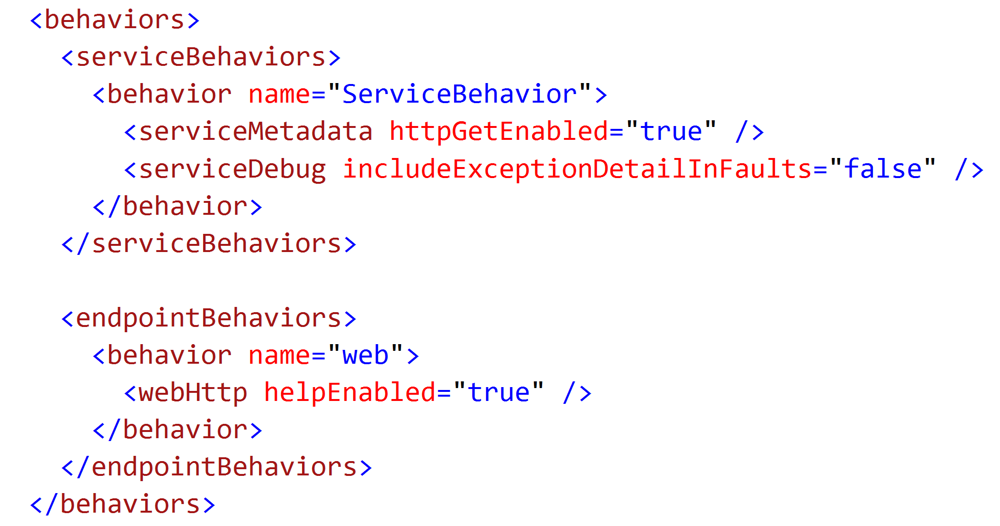 <behaviors>
  <serviceBehaviors>
    <behavior name="ServiceBehavior">
      <serviceMetadata httpGetEnabled="true" />
      <serviceDebug includeExceptionDetailInFaults="false" />
    </behavior>
  </serviceBehaviors>

  <endpointBehaviors>
    <behavior name="web">
      <webHttp helpEnabled="true" />
    </behavior>
  </endpointBehaviors>
</behaviors>